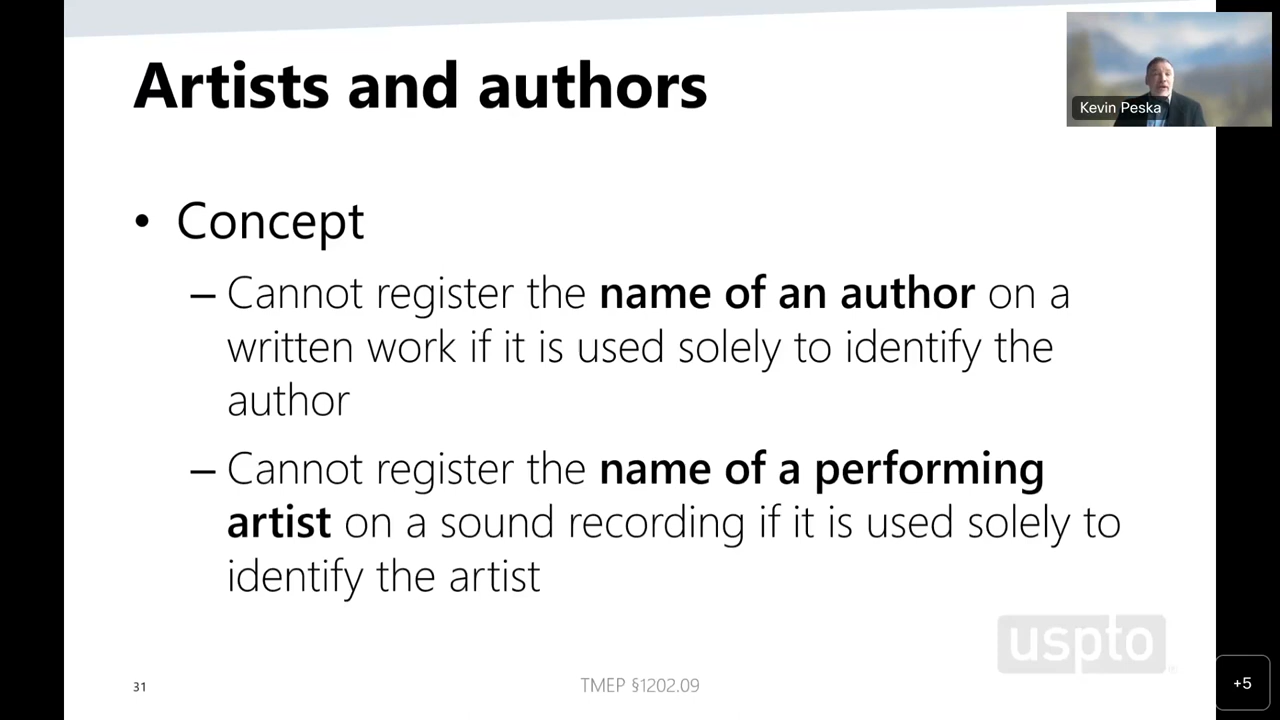 Artists and authors
Kevin Peska
• Concept
– Cannot register the name of an author on a
written work if it is used solely to identify the
author
– Cannot register the name of a performing
artist on a sound recording if it is used solely to
identify the artist
uspto
31
TMEP §1202.09
+5